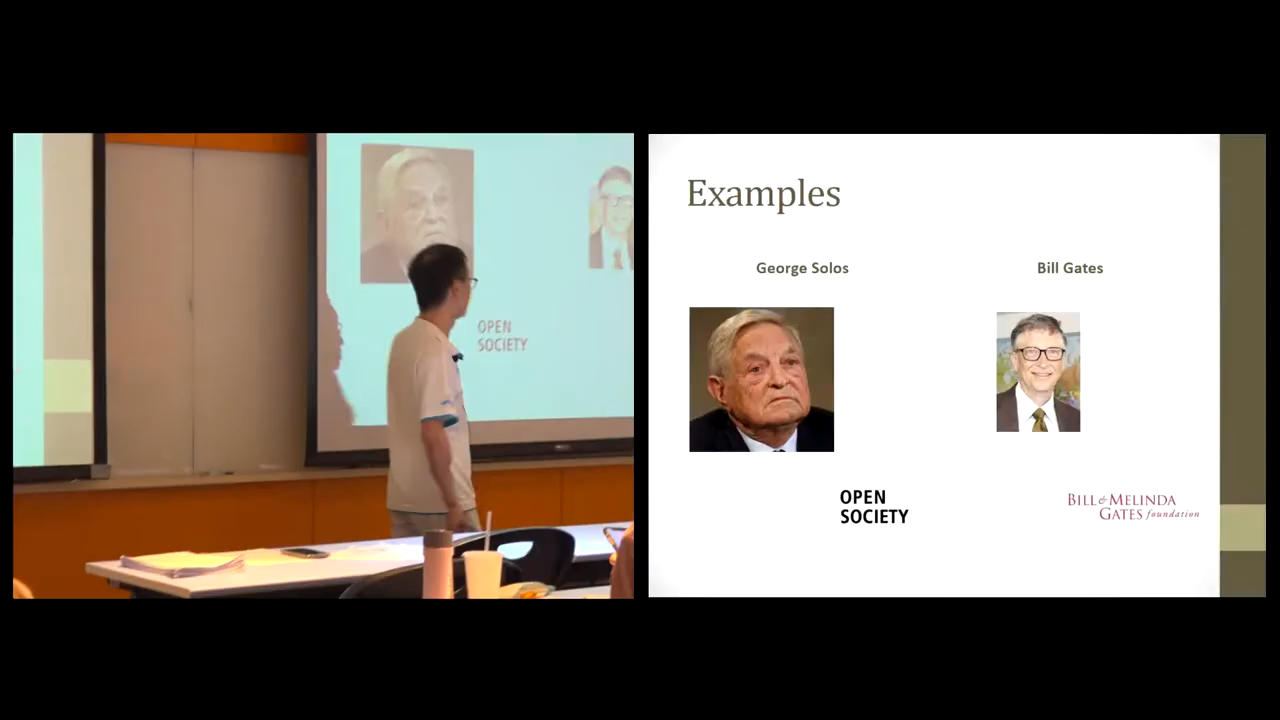 OPEN
SOCIETY
Examples
George Solos
Bill Gates
OPEN
SOCIETY
BILL & MELINDA
GATES foundation